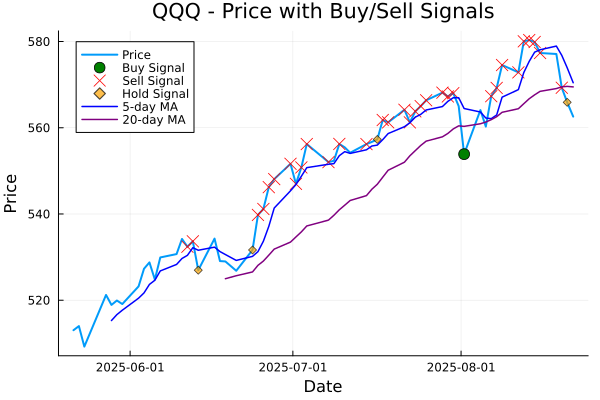 QQQ - Price with Buy/Sell Signals
Price
Buy Signal
Sell Signal
Hold Signal
5-day MA
20-day MA
580
560
540
520
Price
2025-06-01
2025-07-01
2025-08-01
Date